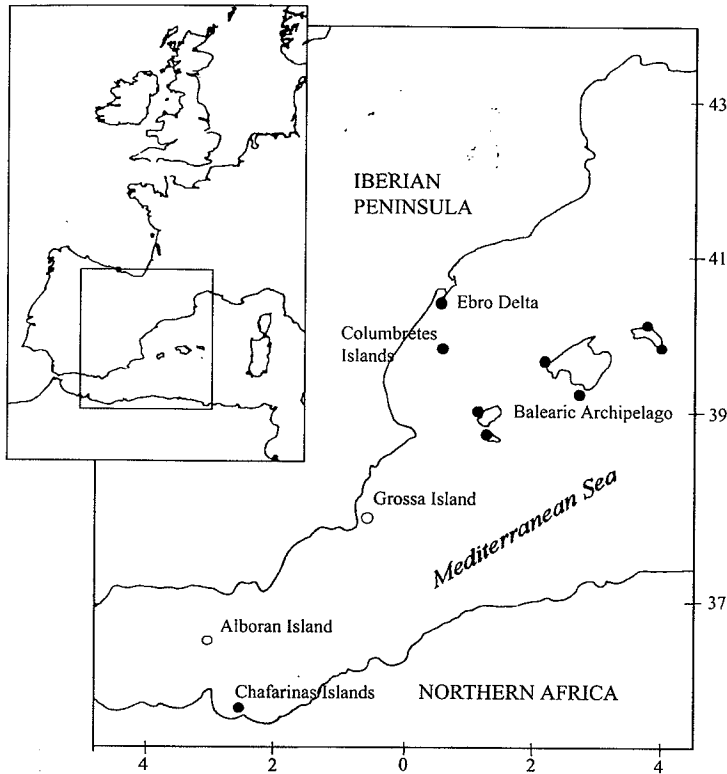 43
IBERIAN
PENINSULA
41
Ebro Delta
Columbretes
Islands
39
Balearic Archipelago
Grossa Island
Mediterranean Sea
37
Alboran Island
Chafarinas Islands
NORTHERN AFRICA
4 2 0 2 4